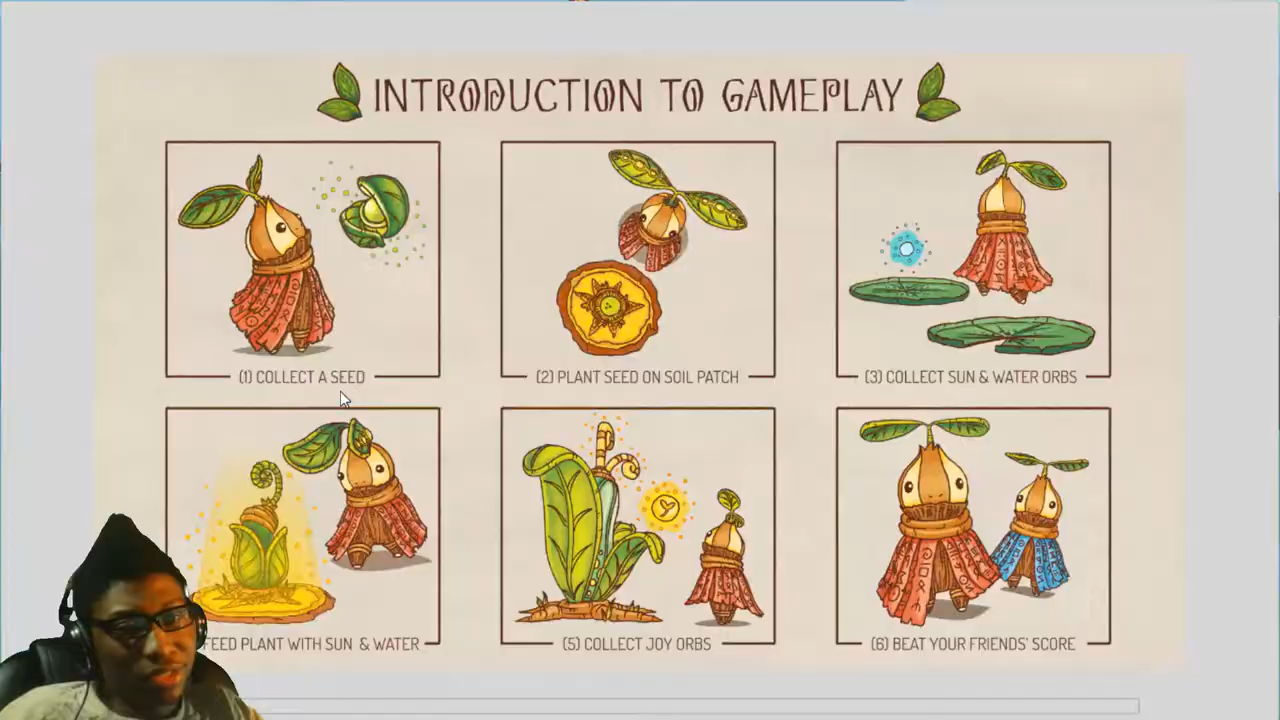 INTRODUCTION TO GAMEPLAY
(1) COLLECT A SEED
(2) PLANT SEED ON SOIL PATCH
(3) COLLECT SUN & WATER ORBS
FEED PLANT WITH SUN & WATER
(5) COLLECT JOY ORBS
(6) BEAT YOUR FRIENDS' SCORE